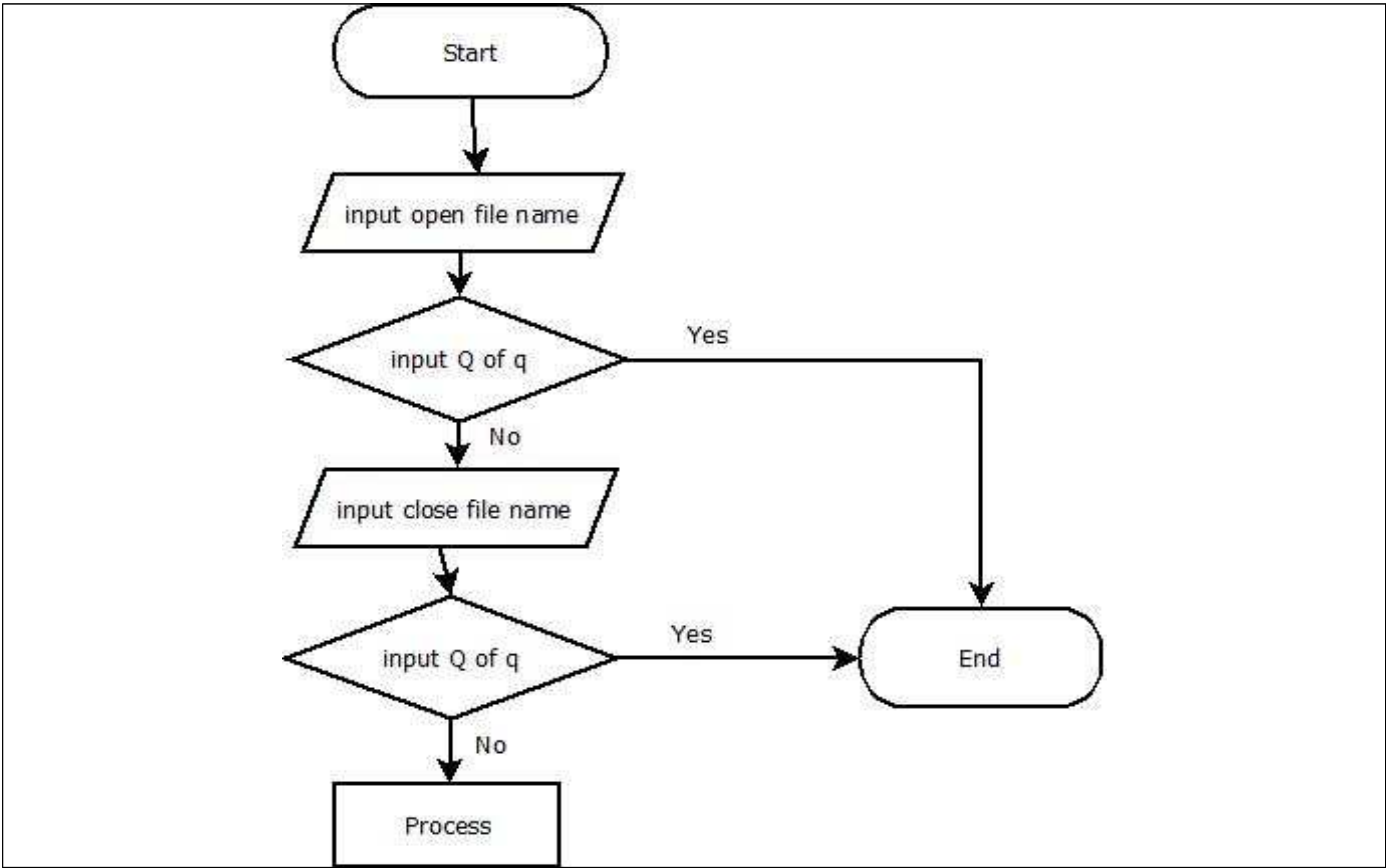 Start
input open file name
input Q of q
Yes
No
input close file name
input Q of q
Yes
End
No
Process